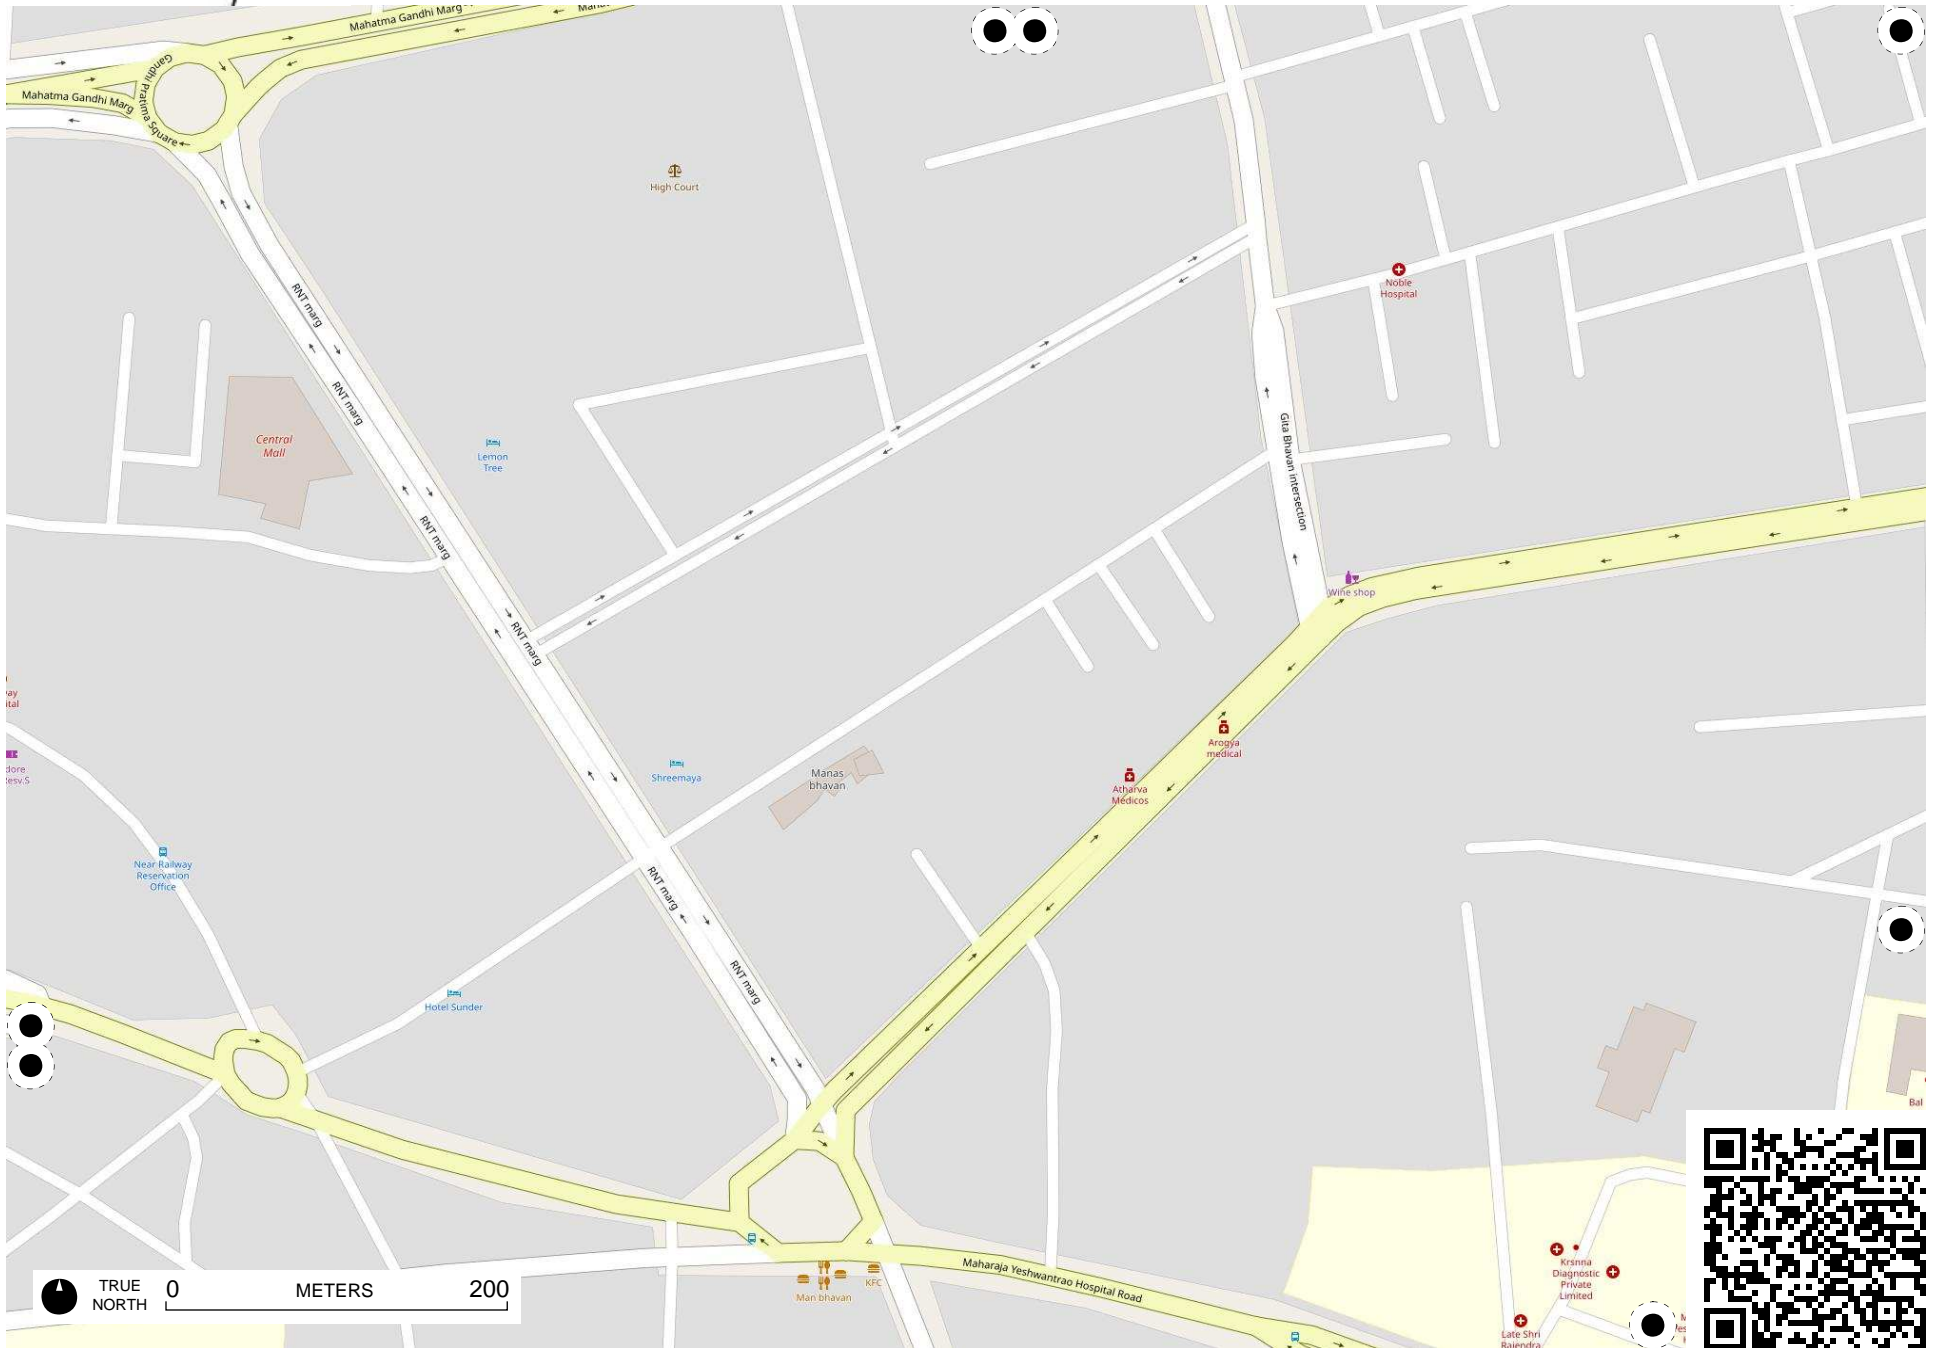 Mahatma Gandhi Marg
Gandhi Pratima Square
Mahatma Gandhi Marg
High Court
Noble
Hospital
RNT marg
RNT marg
Central
Mall
Lemon
Tree
Gita Bhavan intersection
RNT marg
Wine shop
RNT marg
Arogya
medical
Shreemaya
Manas
bhavan
Atharva
Medicos
Near Railway
Reservation
Office
RNT marg
RNT marg
Hotel Sunder
Bal
Maharaja Yeshwantrao Hospital Road
KFC
Man bhavan
Krsnna
Diagnostic
Private
Limited
Late Shri
Rajendra
TRUE
NORTH
0 METERS 200